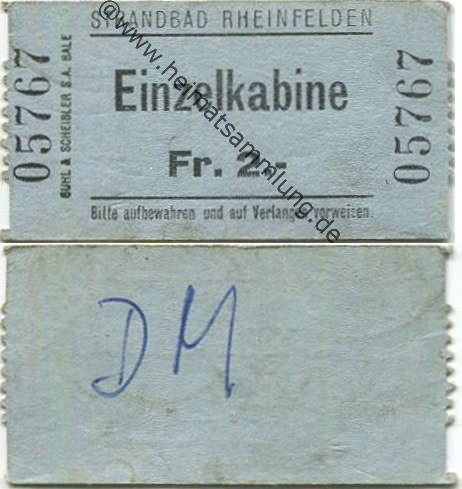 STRANDBAD RHEINFELDEN
05767
GUHL & SCHEIBLER S.A. BALE
Einzelkabine
Fr. 2.-
05767
Bitte aufbewahren und auf Verlangen vorweisen.
@www.heimatsammlung.de
DM